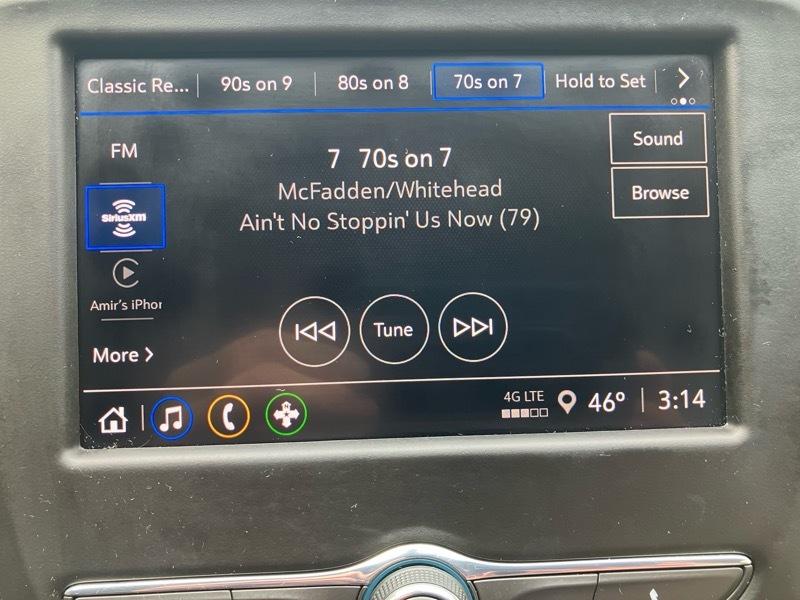 Classic Re... 90s on 9 80s on 8 70s on 7 Hold to Set
FM
7 70s on 7
Sound
McFadden/Whitehead
Browse
SiriusXM
Ain't No Stoppin' Us Now (79)
Amir's iPhor
Tune
More
4G LTE
46° 3:14